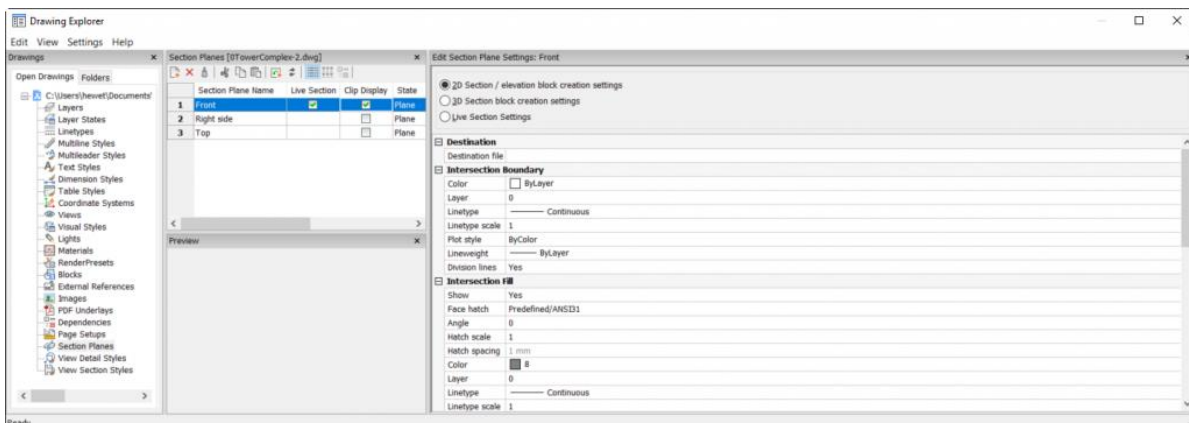 Drawing Explorer
Edit View Settings Help
Drawings
Open Drawings Folders
C:\Users\hewet\Documents'
Layers
Layer States
Linetypes
Multiline Styles
Multileader Styles
Text Styles
Dimension Styles
Table Styles
Coordinate Systems
Views
Visual Styles
Lights
Materials
RenderPresets
Blocks
External References
Images
PDF Underlays
Dependencies
Page Setups
Section Planes
View Detail Styles
View Section Styles
Ready
Section Planes [0TowerComplex-2.dwg]
Section Plane Name Live Section Clip Display State
1 Front Plane
2 Right side Plane
3 Top Plane
Preview
Edit Section Plane Settings: Front
2D Section / elevation block creation settings
3D Section block creation settings
Live Section Settings
Destination
Destination file
Intersection Boundary
Color ByLayer
Layer 0
Linetype Continuous
Linetype scale 1
Plot style ByColor
Lineweight ByLayer
Division lines Yes
Intersection Fill
Show Yes
Face hatch Predefined/ANSI31
Angle 0
Hatch scale 1
Hatch spacing 1 mm
Color 8
Layer 0
Linetype Continuous
Linetype scale 1